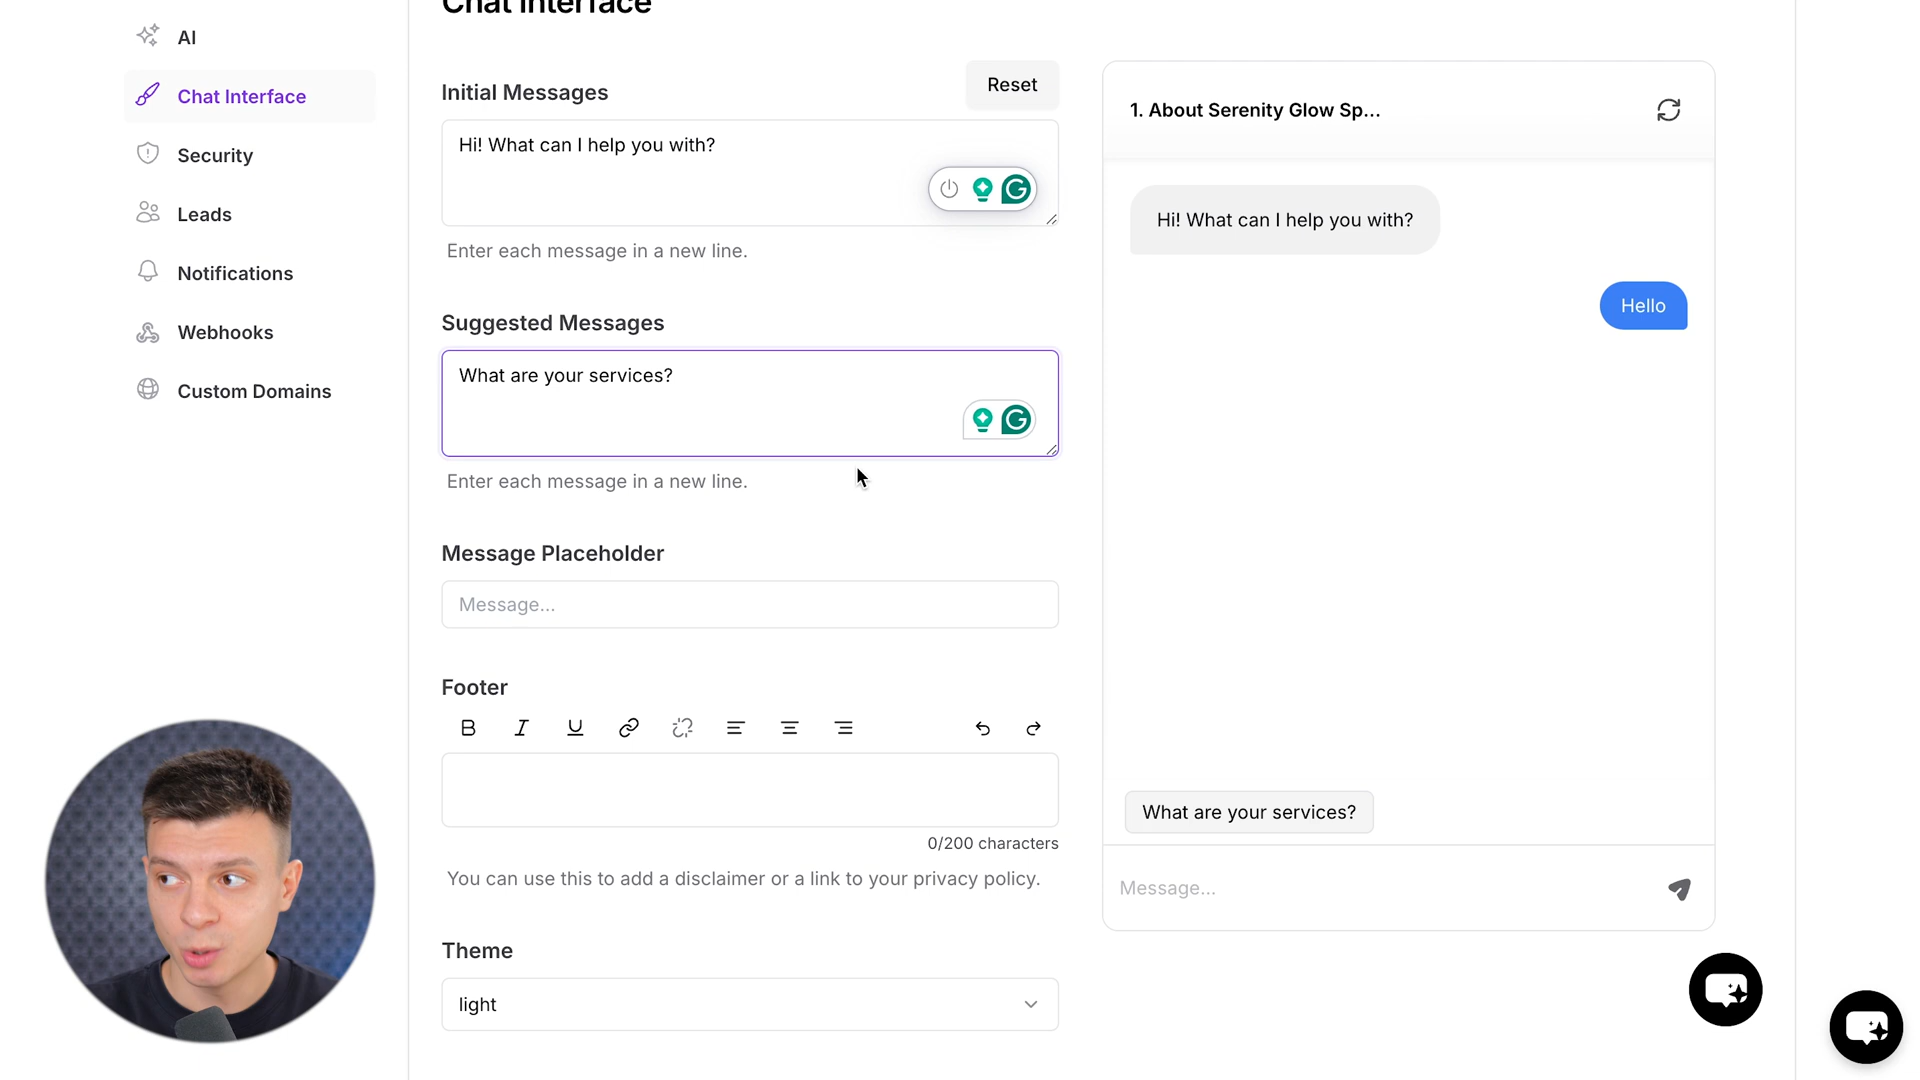 Chat Interface
AI
Chat Interface
Security
Leads
Notifications
Webhooks
Custom Domains
Initial Messages
Reset
Hi! What can I help you with?
Enter each message in a new line.
Suggested Messages
What are your services?
Enter each message in a new line.
Message Placeholder
Message...
Footer
B I U
0/200 characters
You can use this to add a disclaimer or a link to your privacy policy.
Theme
light
1. About Serenity Glow Sp...
Hi! What can I help you with?
Hello
What are your services?
Message...